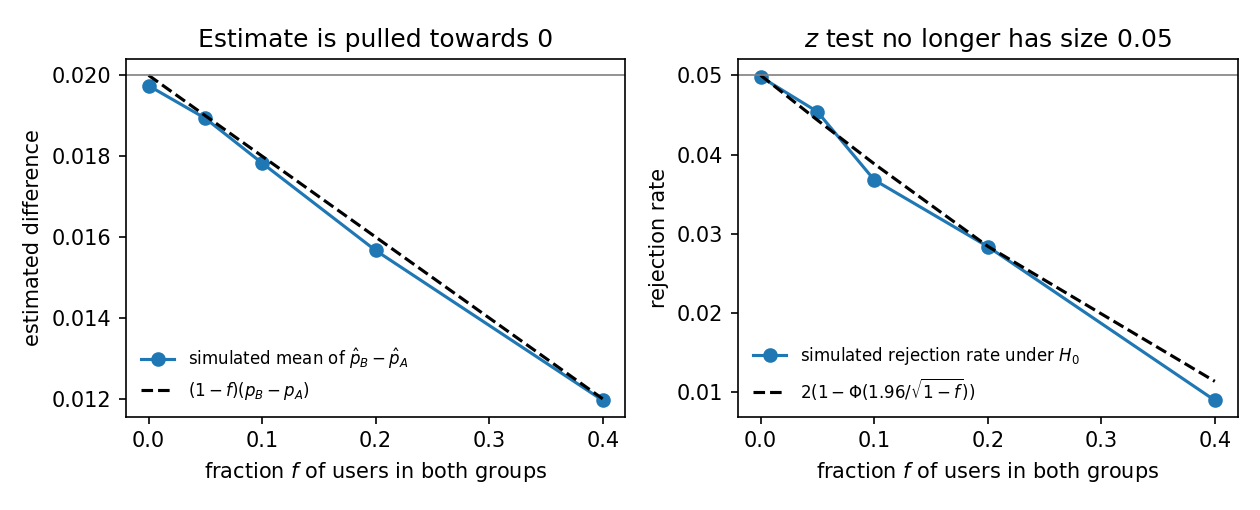 Estimate is pulled towards 0
estimated difference
0.020
0.018
0.016
0.014
0.012
simulated mean of p̂_B − p̂_A
(1 − f)(p_B − p_A)
0.0 0.1 0.2 0.3 0.4
fraction f of users in both groups
z test no longer has size 0.05
rejection rate
0.05
0.04
0.03
0.02
0.01
simulated rejection rate under H_0
2(1 − Φ(1.96/√(1 − f)))
0.0 0.1 0.2 0.3 0.4
fraction f of users in both groups